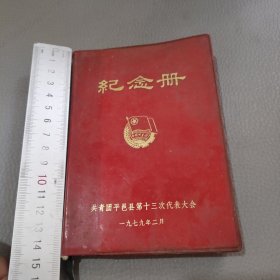 紀念册
共青团平邑县第十三次代表大会
一九七九年二月